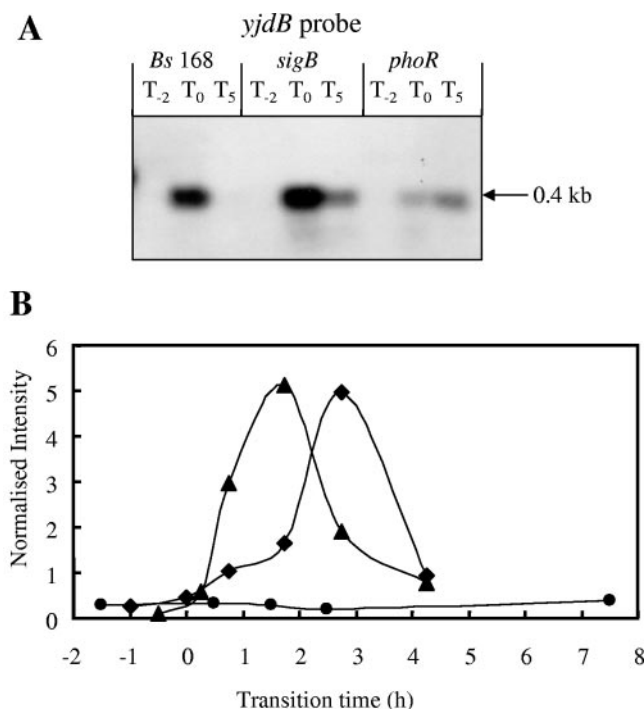 A
yjdB probe
Bs 168 sigB phoR
T-2 T0 T5 T-2 T0 T5 T-2 T0 T5
0.4 kb
B
6
5
4
3
2
1
0
Normalised Intensity
-2 -1 0 1 2 3 4 5 6 7 8
Transition time (h)